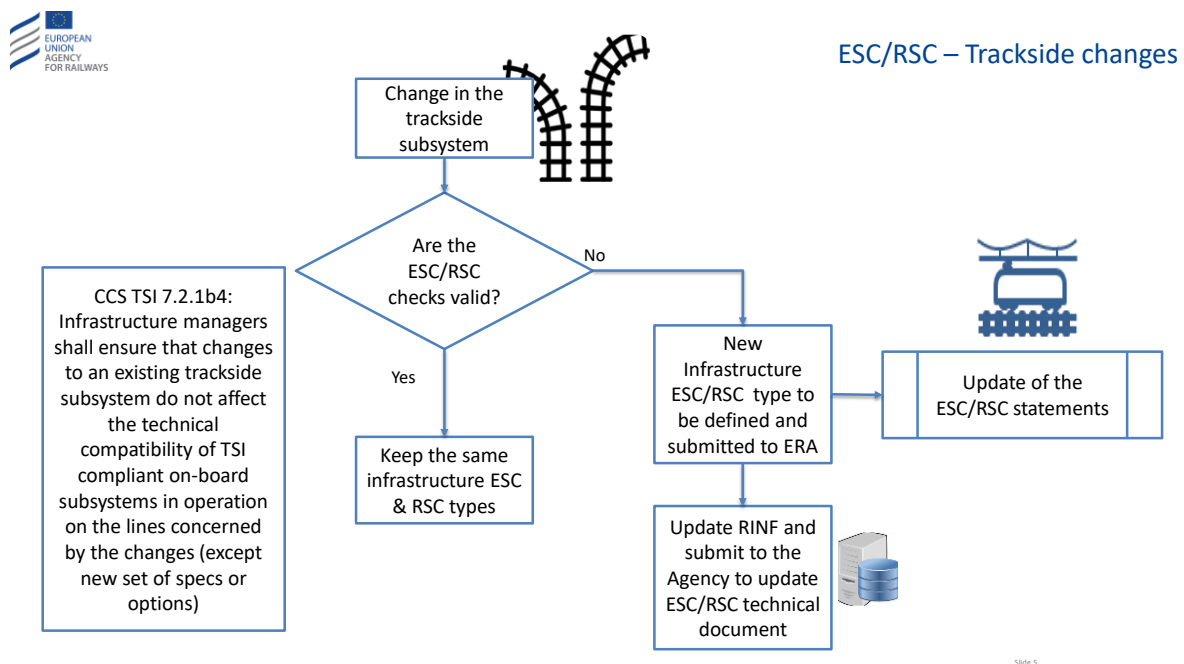 EUROPEAN
UNION
AGENCY
FOR RAILWAYS
ESC/RSC – Trackside changes
Change in the
trackside
subsystem
Are the
ESC/RSC
checks valid?
No
Yes
CCS TSI 7.2.1b4:
Infrastructure managers
shall ensure that changes
to an existing trackside
subsystem do not affect
the technical
compatibility of TSI
compliant on-board
subsystems in operation
on the lines concerned
by the changes (except
new set of specs or
options)
Keep the same
infrastructure ESC
& RSC types
New
Infrastructure
ESC/RSC type to
be defined and
submitted to ERA
Update of the
ESC/RSC statements
Update RINF and
submit to the
Agency to update
ESC/RSC technical
document
Slide 5